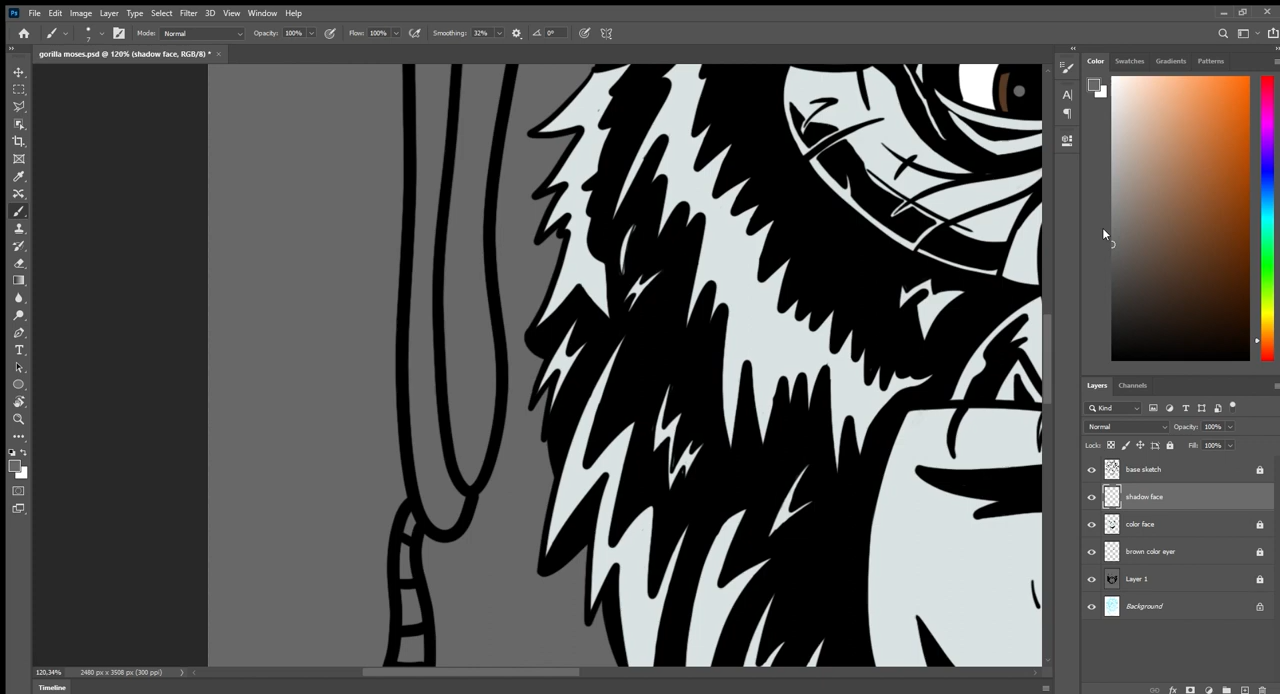 Ps File Edit Image Layer Type Select Filter 3D View Window Help
7 Mode: Normal Opacity: 100% Flow: 100% Smoothing: 32% 0°
gorilla moses.psd @ 120% (shadow face, RGB/8) * ×
Color Swatches Gradients Patterns
A
Layers Channels
Kind
Normal Opacity: 100%
Lock: Fill: 100%
base sketch
shadow face
color face
brown color eyer
Layer 1
Background
120,34% 2480 px x 3508 px (300 ppi)
Timeline
fx